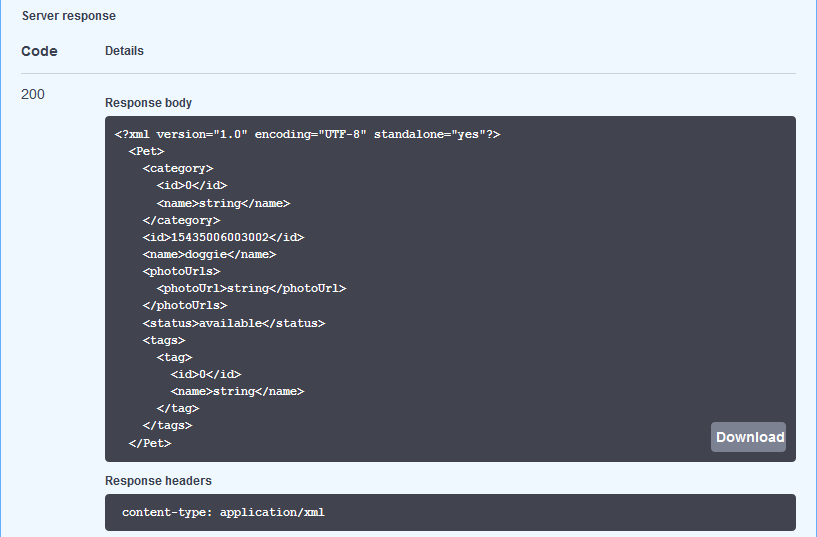 Server response
Code Details
200
Response body
<?xml version="1.0" encoding="UTF-8" standalone="yes"?>
<Pet>
<category>
<id>0</id>
<name>string</name>
</category>
<id>15435006003002</id>
<name>doggie</name>
<photoUrls>
<photoUrl>string</photoUrl>
</photoUrls>
<status>available</status>
<tags>
<tag>
<id>0</id>
<name>string</name>
</tag>
</tags>
</Pet>
Download
Response headers
content-type: application/xml